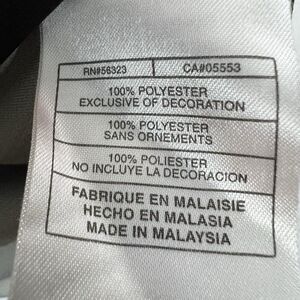 RN#56323 CA#05553
100% POLYESTER
EXCLUSIVE OF DECORATION
100% POLYESTER
SANS ORNEMENTS
100% POLIESTER
NO INCLUYE LA DECORACION
FABRIQUE EN MALAISIE
HECHO EN MALASIA
MADE IN MALAYSIA